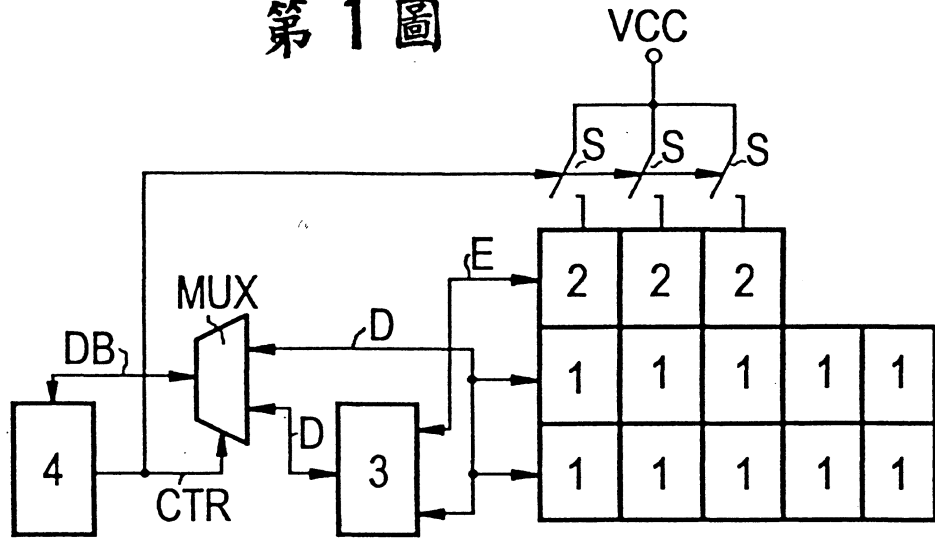 第 1 圖
VCC
S S S
E
2 2 2
MUX
D
DB
1 1 1 1 1
D
4
3
1 1 1 1 1
CTR